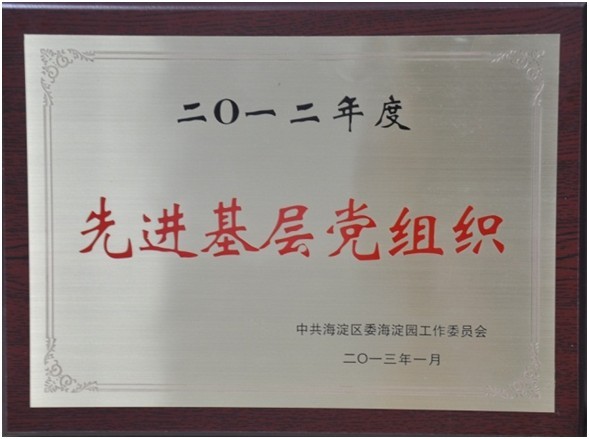 二〇一二年度
先进基层党组织
中共海淀区委海淀园工作委员会
二〇一三年一月